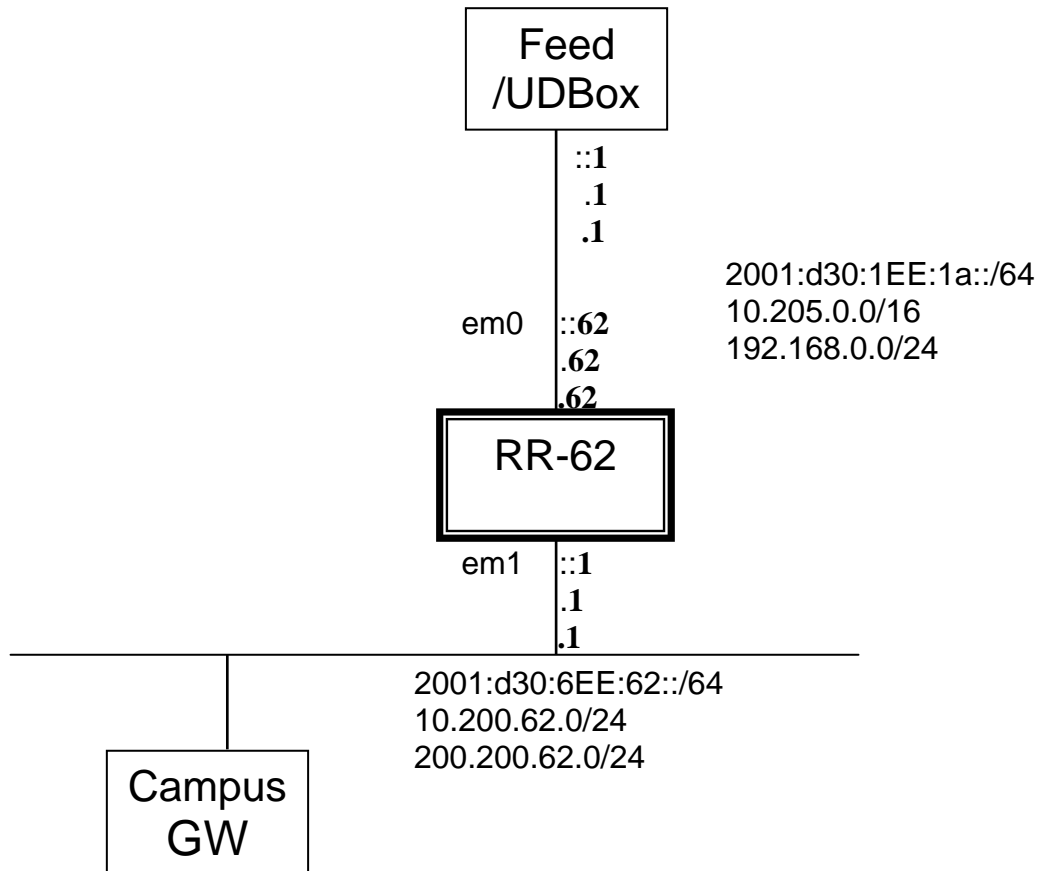 Feed
/UDBox
::1
.1
.1
2001:d30:1EE:1a::/64
10.205.0.0/16
192.168.0.0/24
em0
::62
.62
.62
RR-62
em1
::1
.1
.1
2001:d30:6EE:62::/64
10.200.62.0/24
200.200.62.0/24
Campus
GW